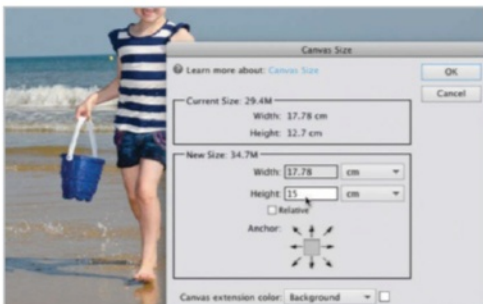 Canvas Size
Learn more about: Canvas Size
OK
Cancel
Current Size: 29.4M
Width: 17.78 cm
Height: 12.7 cm
New Size: 34.7M
Width: 17.78 cm
Height: 15 cm
Relative
Anchor:
Canvas extension color: Background